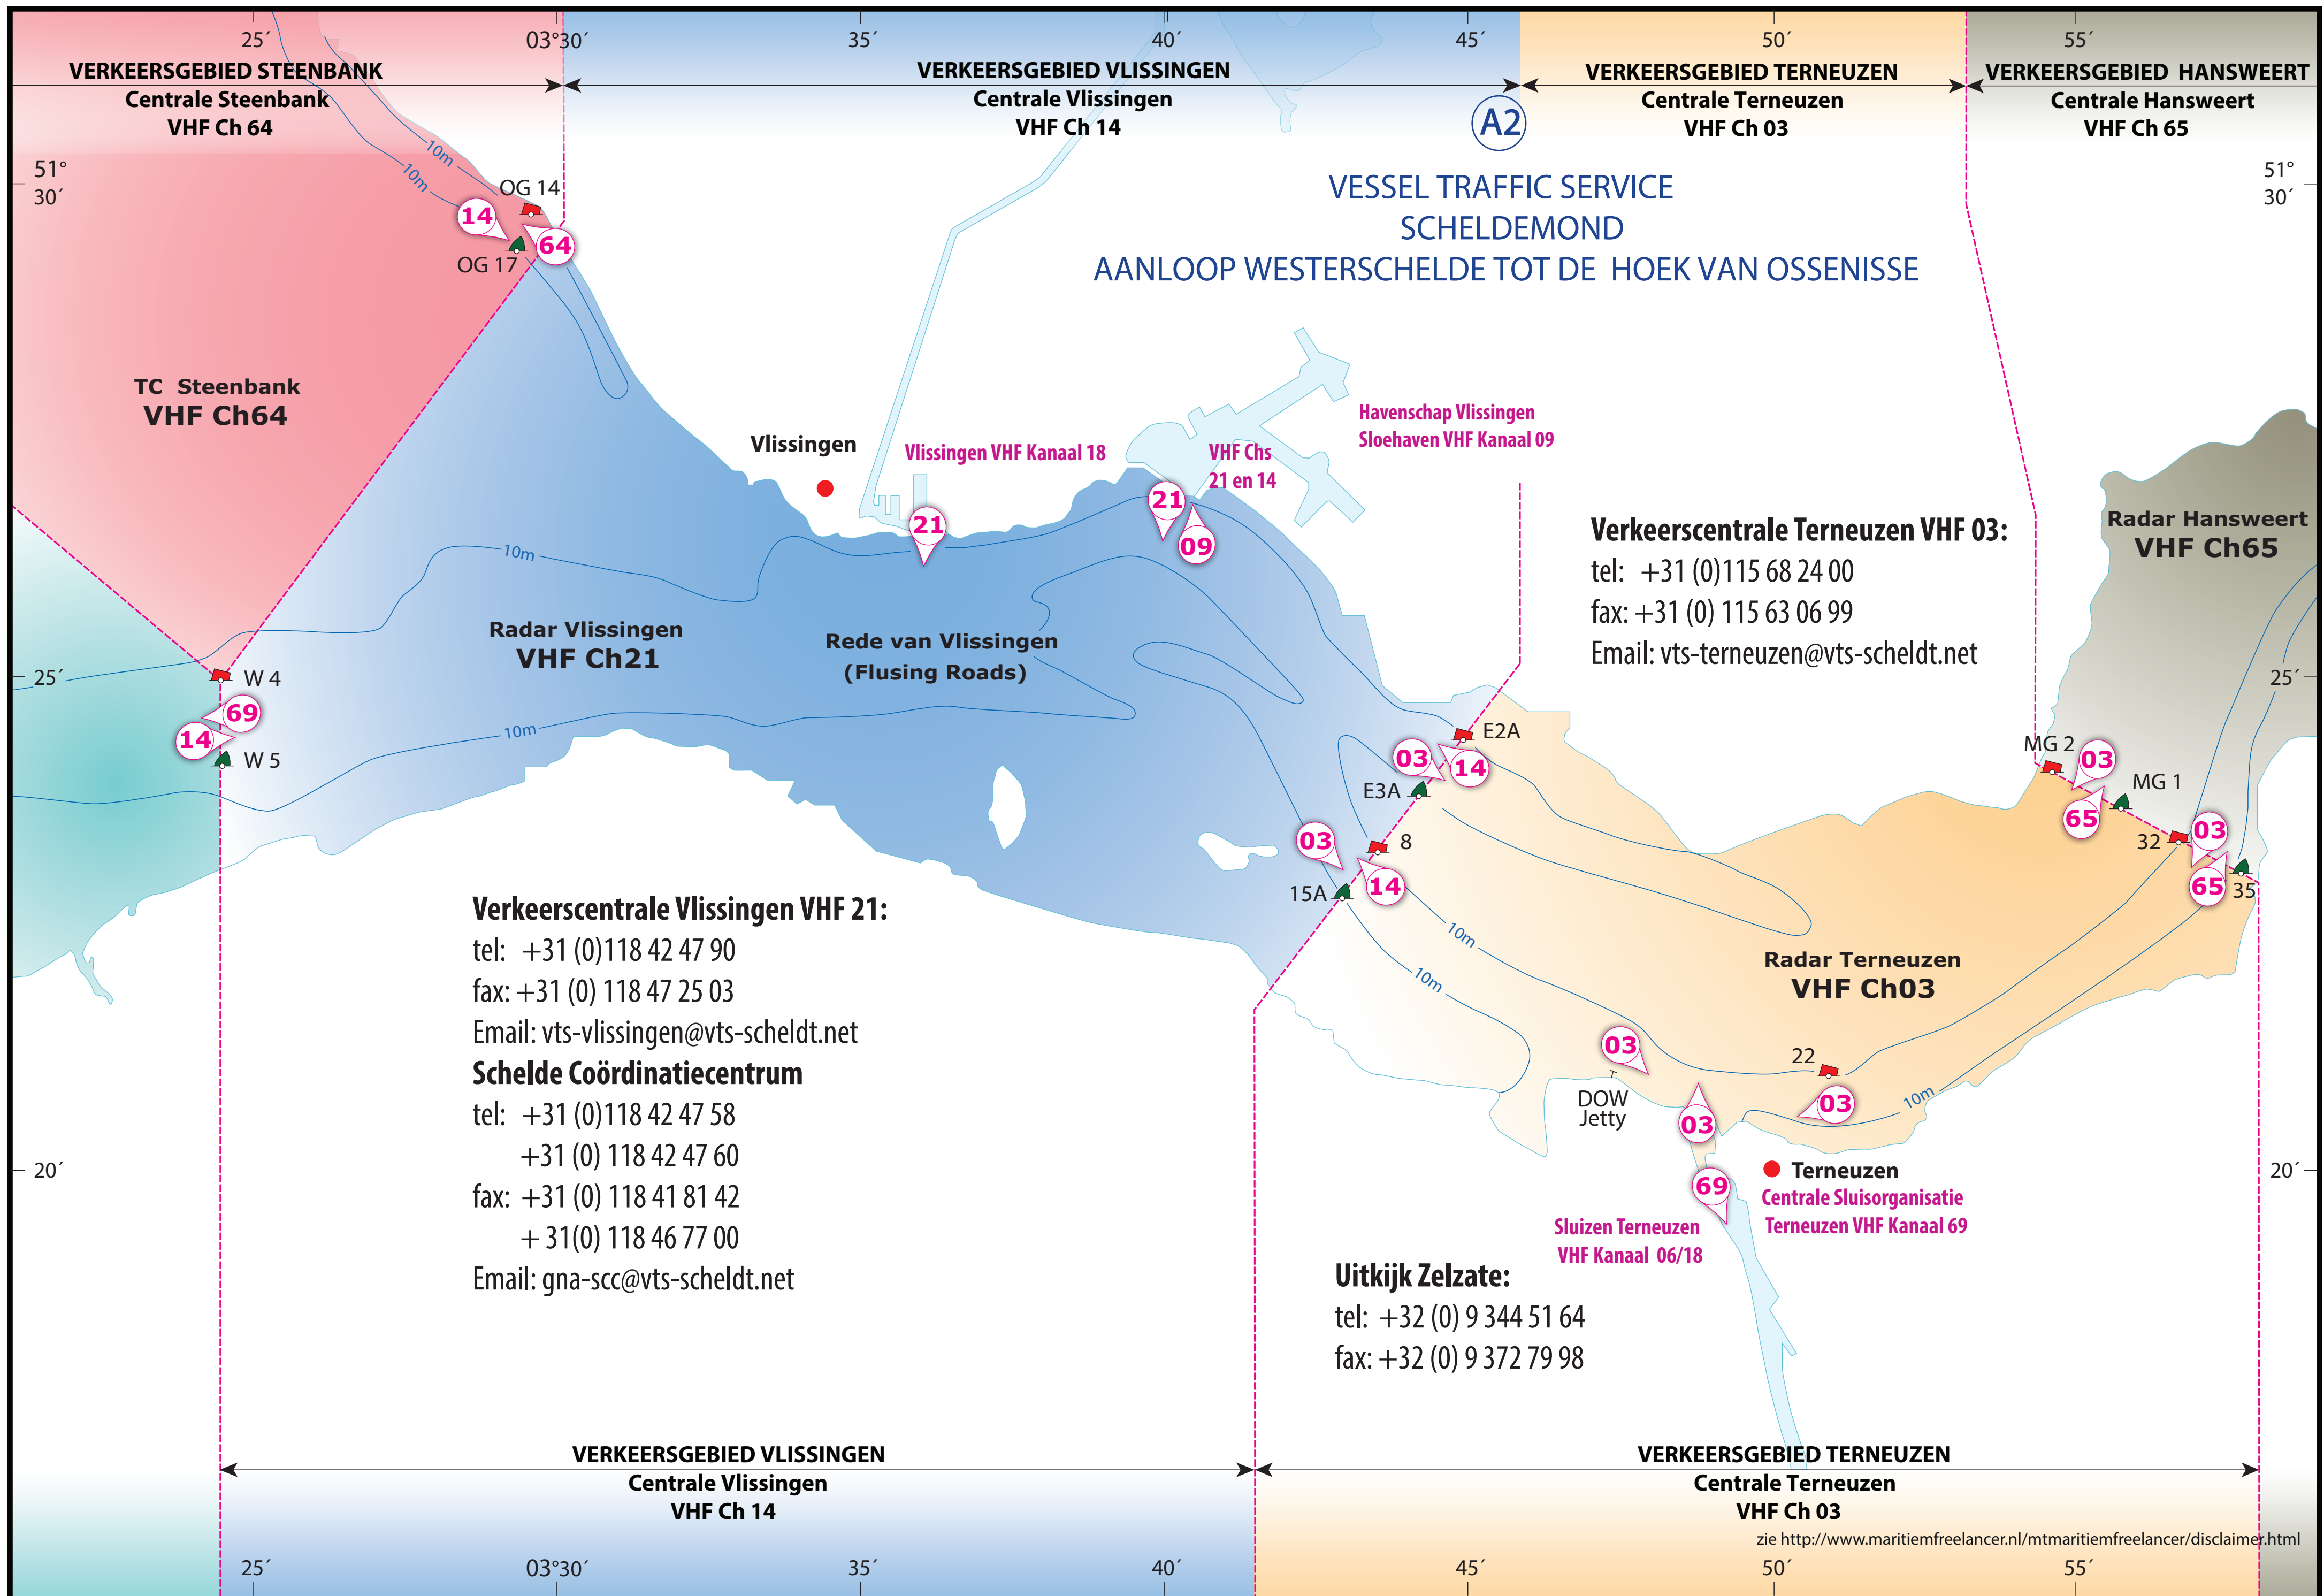 25´
03°30´
35´
40´
45´
50´
55´
VERKEERSGEBIED STEENBANK
Centrale Steenbank
VHF Ch 64
VERKEERSGEBIED VLISSINGEN
Centrale Vlissingen
VHF Ch 14
VERKEERSGEBIED TERNEUZEN
Centrale Terneuzen
VHF Ch 03
VERKEERSGEBIED HANSWEERT
Centrale Hansweert
VHF Ch 65
A2
VESSEL TRAFFIC SERVICE
SCHELDEMOND
AANLOOP WESTERSCHELDE TOT DE HOEK VAN OSSENISSE
51°
30´
51°
30´
10m
10m
OG 14
14
64
OG 17
TC Steenbank
VHF Ch64
Vlissingen
Vlissingen VHF Kanaal 18
VHF Chs
21 en 14
Havenschap Vlissingen
Sloehaven VHF Kanaal 09
21
21
09
10m
Radar Vlissingen
VHF Ch21
Rede van Vlissingen
(Flusing Roads)
Verkeerscentrale Terneuzen VHF 03:
tel: +31 (0)115 68 24 00
fax: +31 (0) 115 63 06 99
Email: vts-terneuzen@vts-scheldt.net
Radar Hansweert
VHF Ch65
25´
25´
W 4
69
14
W 5
10m
E2A
03
14
E3A
8
03
14
15A
MG 2
03
MG 1
65
32
03
65
35
Verkeerscentrale Vlissingen VHF 21:
tel: +31 (0)118 42 47 90
fax: +31 (0) 118 47 25 03
Email: vts-vlissingen@vts-scheldt.net
Schelde Coördinatiecentrum
tel: +31 (0)118 42 47 58
+31 (0) 118 42 47 60
fax: +31 (0) 118 41 81 42
+ 31(0) 118 46 77 00
Email: gna-scc@vts-scheldt.net
10m
10m
Radar Terneuzen
VHF Ch03
03
22
DOW
Jetty
03
03
10m
20´
20´
69
Terneuzen
Centrale Sluisorganisatie
Terneuzen VHF Kanaal 69
Sluizen Terneuzen
VHF Kanaal 06/18
Uitkijk Zelzate:
tel: +32 (0) 9 344 51 64
fax: +32 (0) 9 372 79 98
VERKEERSGEBIED VLISSINGEN
Centrale Vlissingen
VHF Ch 14
VERKEERSGEBIED TERNEUZEN
Centrale Terneuzen
VHF Ch 03
zie http://www.maritiemfreelancer.nl/mtmaritiemfreelancer/disclaimer.html
25´
03°30´
35´
40´
45´
50´
55´